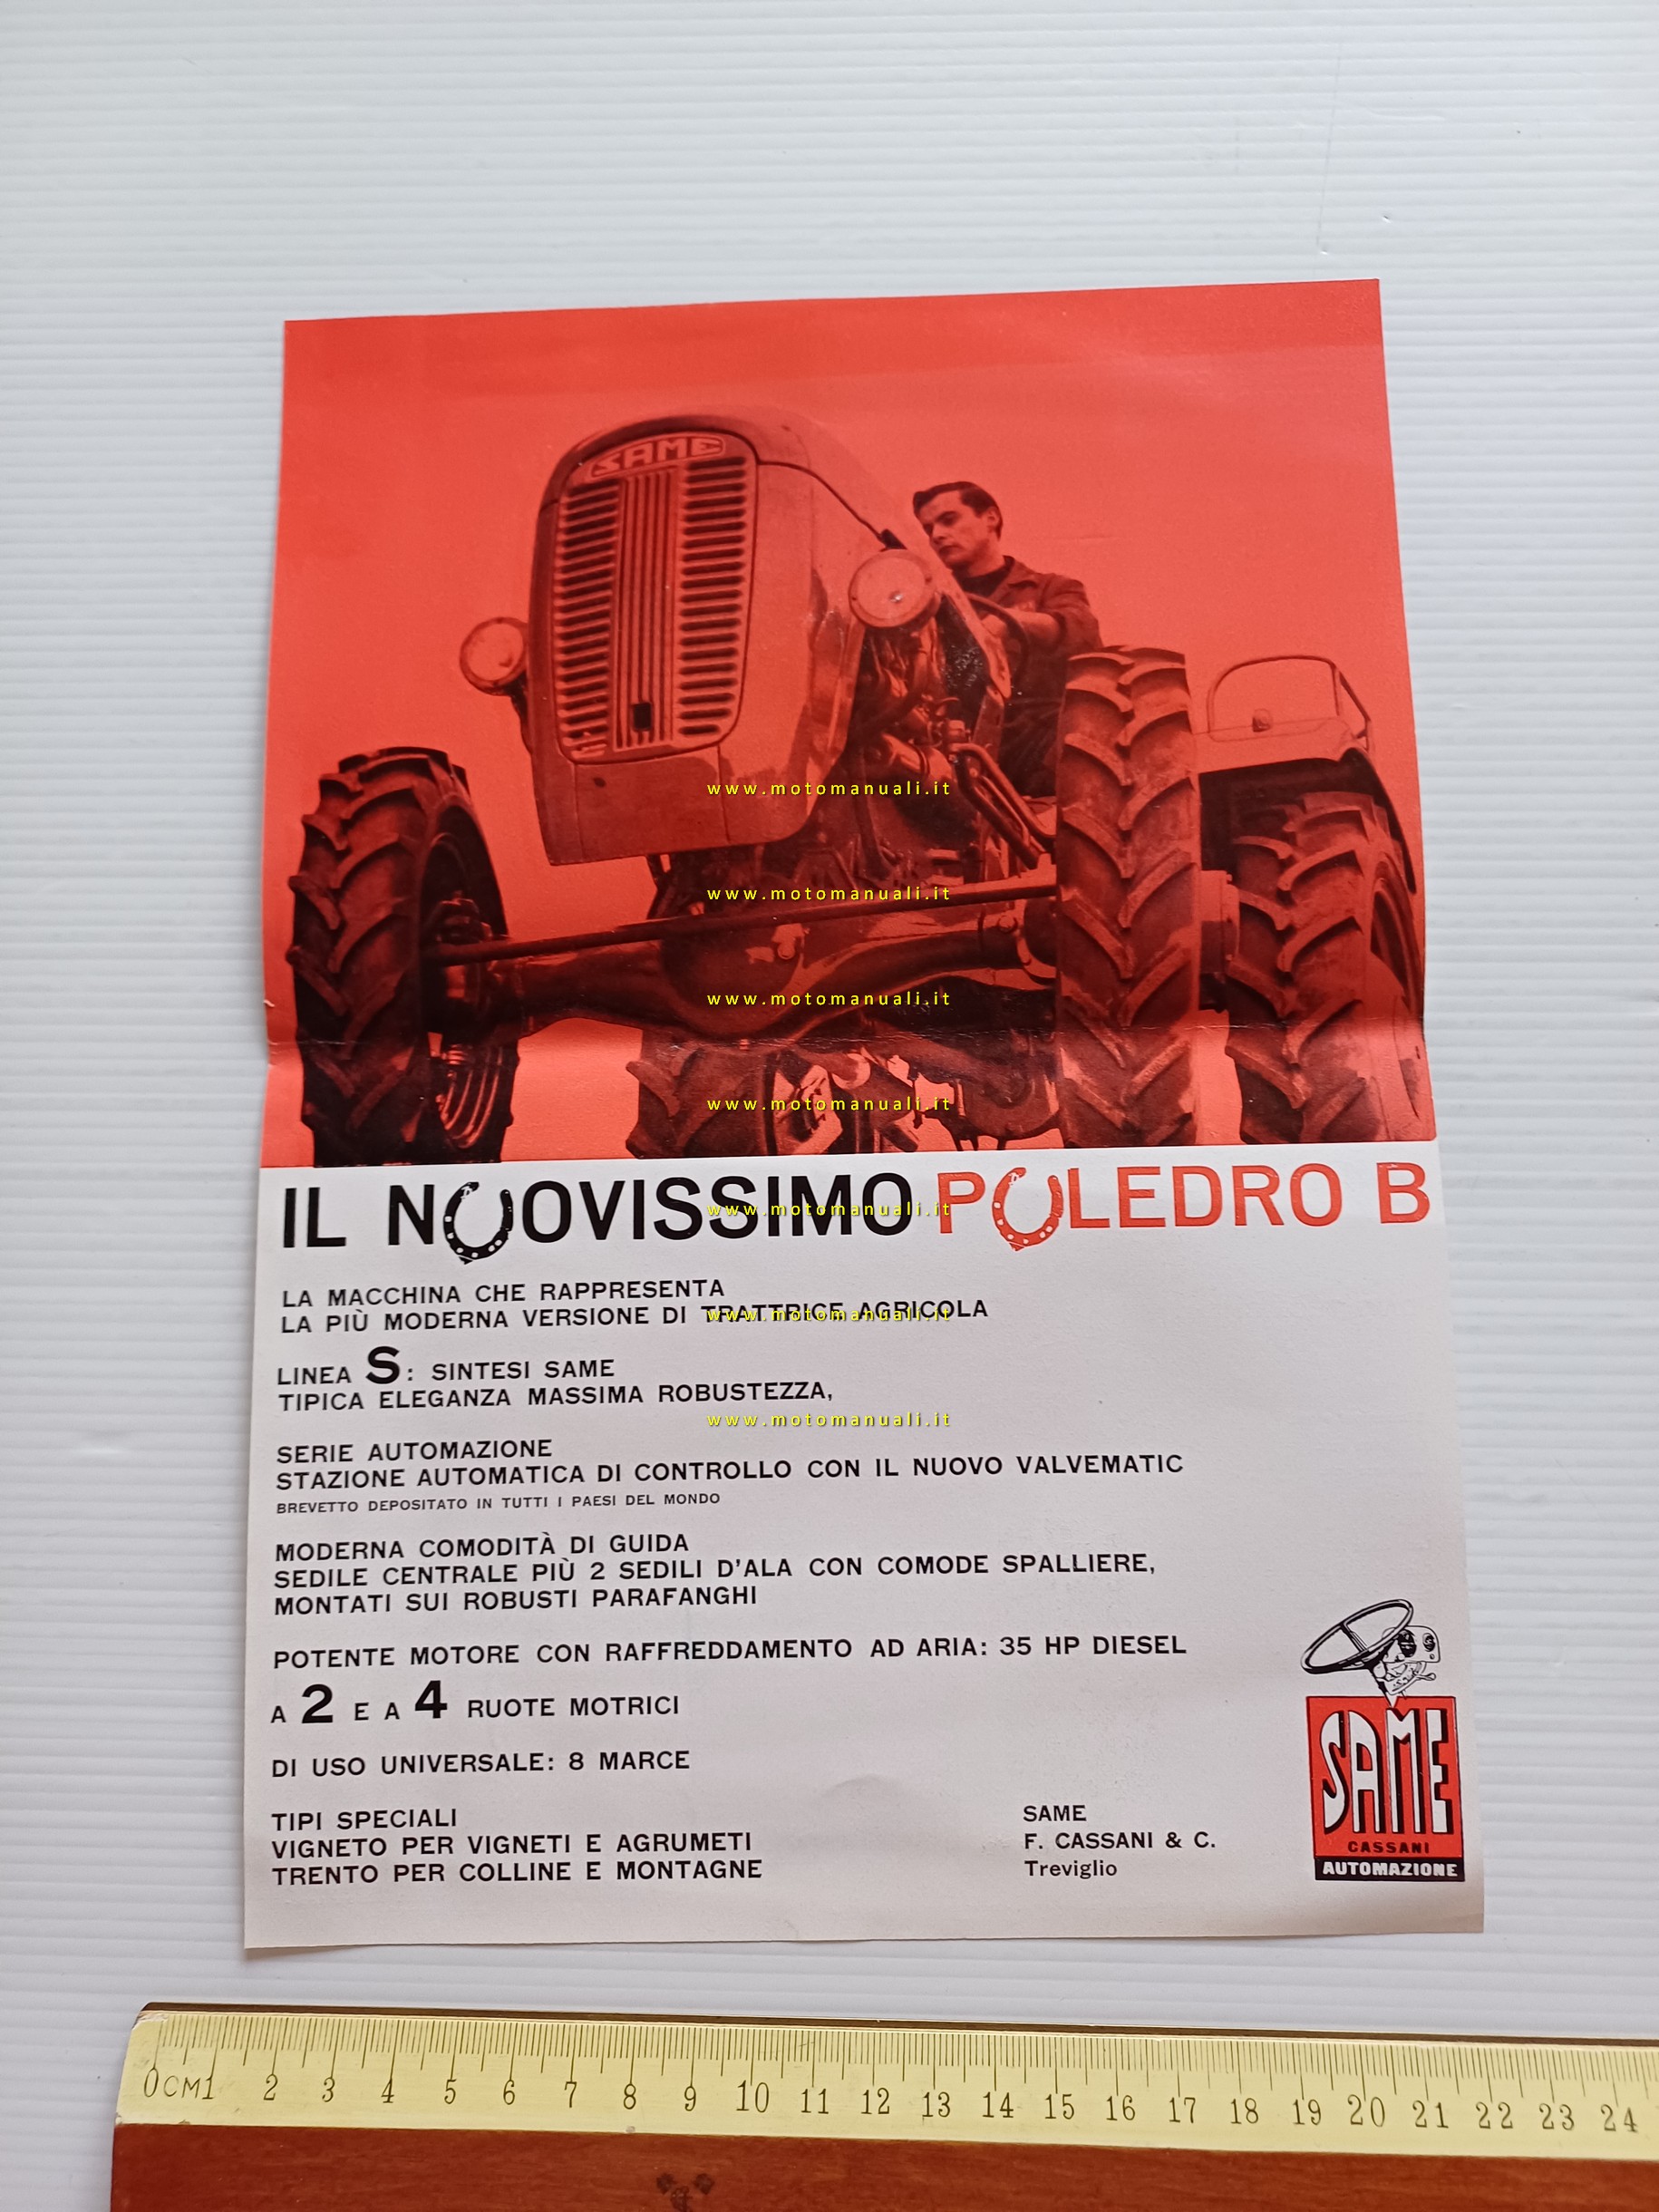 SAME
www.motomanuali.it
www.motomanuali.it
www.motomanuali.it
www.motomanuali.it
IL NUOVISSIMO POLEDRO B
www.motomanuali.it
LA MACCHINA CHE RAPPRESENTA
LA PIÙ MODERNA VERSIONE DI TRATTRICE AGRICOLA
www.motomanuali.it
LINEA S: SINTESI SAME
TIPICA ELEGANZA MASSIMA ROBUSTEZZA,
www.motomanuali.it
SERIE AUTOMAZIONE
STAZIONE AUTOMATICA DI CONTROLLO CON IL NUOVO VALVEMATIC
BREVETTO DEPOSITATO IN TUTTI I PAESI DEL MONDO
MODERNA COMODITÀ DI GUIDA
SEDILE CENTRALE PIÙ 2 SEDILI D'ALA CON COMODE SPALLIERE,
MONTATI SUI ROBUSTI PARAFANGHI
POTENTE MOTORE CON RAFFREDDAMENTO AD ARIA: 35 HP DIESEL
A 2 E A 4 RUOTE MOTRICI
DI USO UNIVERSALE: 8 MARCE
TIPI SPECIALI
VIGNETO PER VIGNETI E AGRUMETI
TRENTO PER COLLINE E MONTAGNE
SAME
F. CASSANI & C.
Treviglio
SAME
CASSANI
AUTOMAZIONE
0CM1 2 3 4 5 6 7 8 9 10 11 12 13 14 15 16 17 18 19 20 21 22 23 24